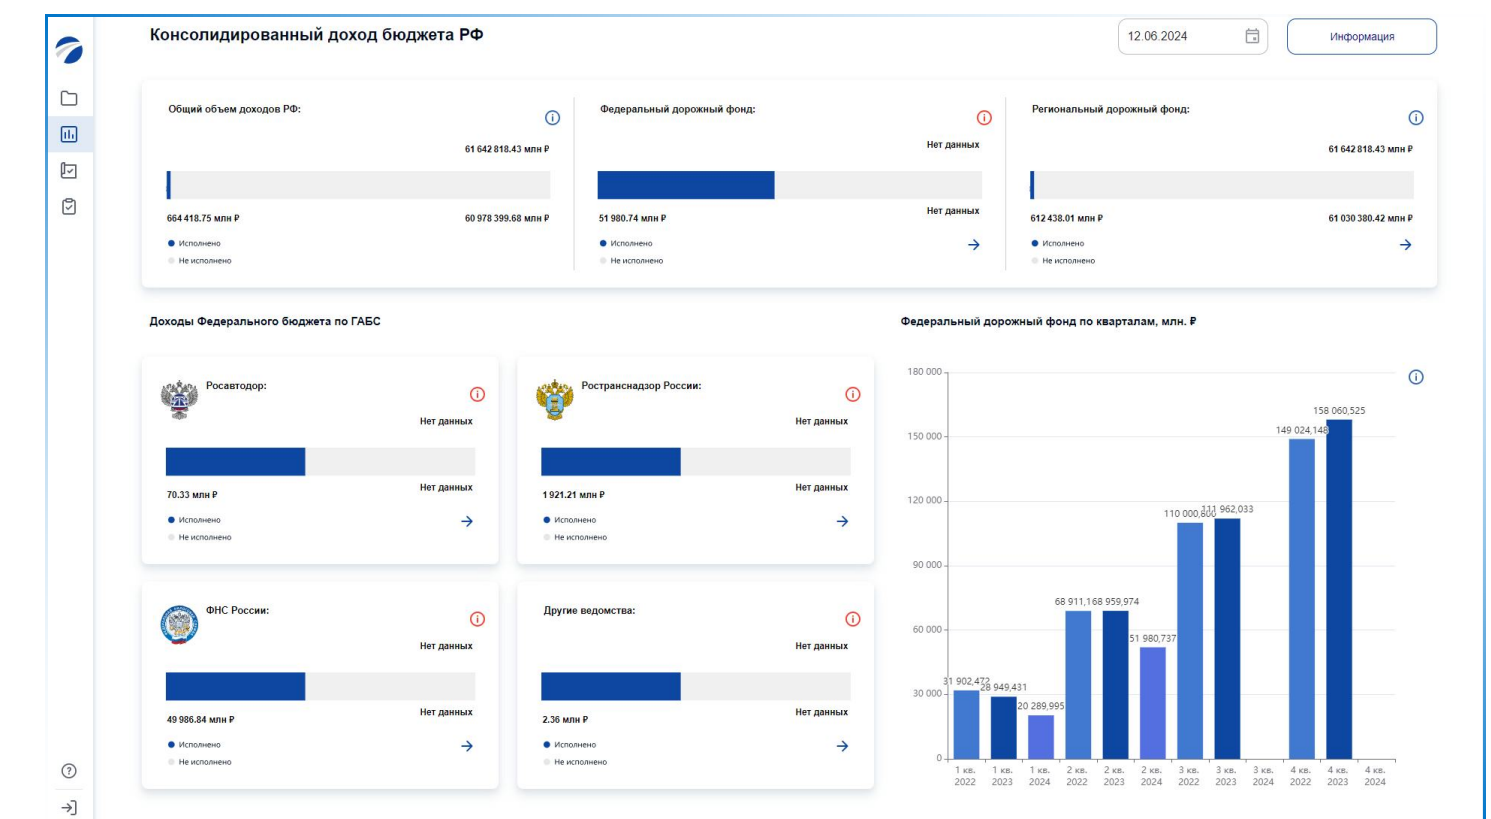 Консолидированный доход бюджета РФ
12.06.2024
Информация
Общий объем доходов РФ:
61 642 818.43 млн ₽
664 418.75 млн ₽
60 978 399.68 млн ₽
Исполнено
Не исполнено
Федеральный дорожный фонд:
Нет данных
51 980.74 млн ₽
Нет данных
Исполнено
Не исполнено
Региональный дорожный фонд:
61 642 818.43 млн ₽
612 438.01 млн ₽
61 030 380.42 млн ₽
Исполнено
Не исполнено
Доходы Федерального бюджета по ГАБС
Росавтодор:
Нет данных
70.33 млн ₽
Нет данных
Исполнено
Не исполнено
Ространснадзор России:
Нет данных
1 921.21 млн ₽
Нет данных
Исполнено
Не исполнено
ФНС России:
Нет данных
49 986.84 млн ₽
Нет данных
Исполнено
Не исполнено
Другие ведомства:
Нет данных
2.36 млн ₽
Нет данных
Исполнено
Не исполнено
Федеральный дорожный фонд по кварталам, млн. ₽
180 000
150 000
120 000
90 000
60 000
30 000
0
31 902,472
28 949,431
20 289,995
68 911,1
68 959,974
51 980,737
110 000,600
111 962,033
149 024,148
158 060,525
1 кв.
2022
1 кв.
2023
1 кв.
2024
2 кв.
2022
2 кв.
2023
2 кв.
2024
3 кв.
2022
3 кв.
2023
3 кв.
2024
4 кв.
2022
4 кв.
2023
4 кв.
2024